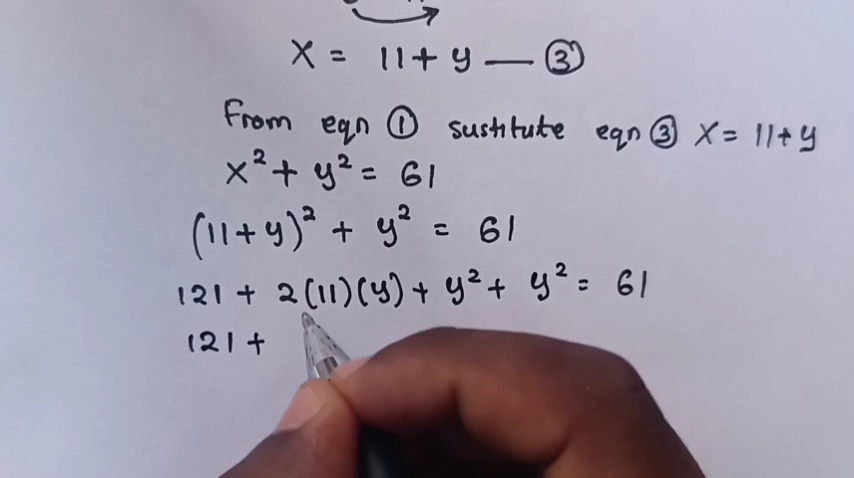 x = 11 + y — ③
From eqn ① sustitute eqn ③ x = 11+y
x² + y² = 61
(11+y)² + y² = 61
121 + 2(11)(y) + y² + y² = 61
121 +